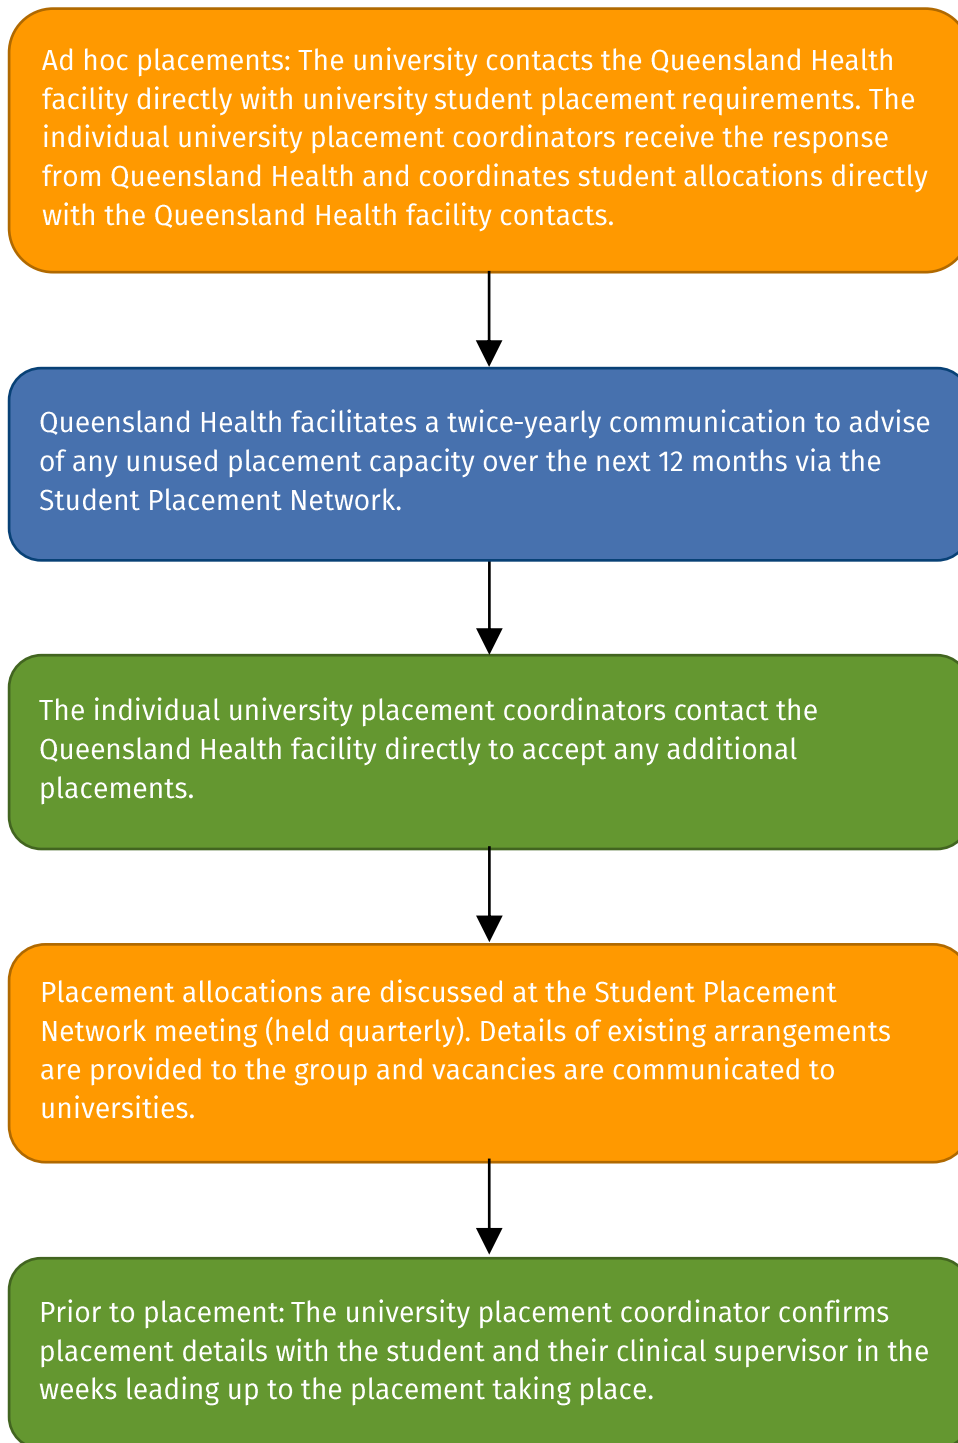 Ad hoc placements: The university contacts the Queensland Health
facility directly with university student placement requirements. The
individual university placement coordinators receive the response
from Queensland Health and coordinates student allocations directly
with the Queensland Health facility contacts.
Queensland Health facilitates a twice-yearly communication to advise
of any unused placement capacity over the next 12 months via the
Student Placement Network.
The individual university placement coordinators contact the
Queensland Health facility directly to accept any additional
placements.
Placement allocations are discussed at the Student Placement
Network meeting (held quarterly). Details of existing arrangements
are provided to the group and vacancies are communicated to
universities.
Prior to placement: The university placement coordinator confirms
placement details with the student and their clinical supervisor in the
weeks leading up to the placement taking place.